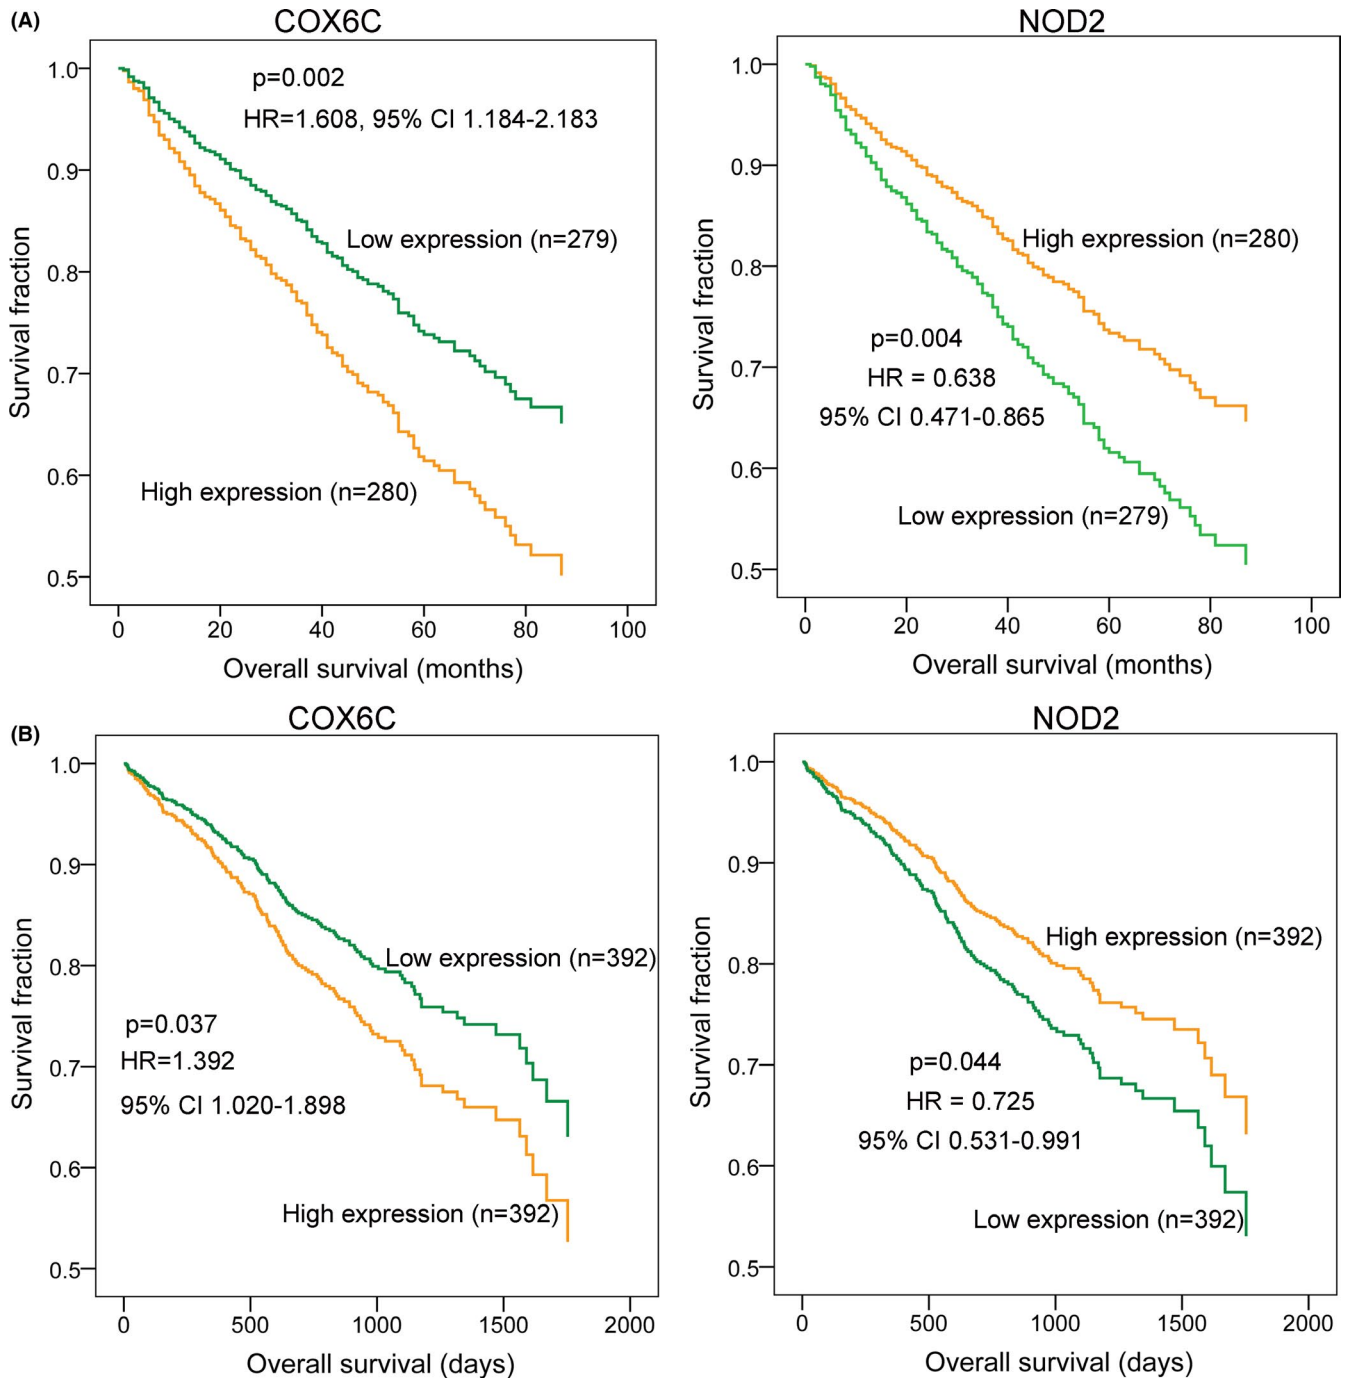 (A)
COX6C
1.0
0.9
0.8
0.7
0.6
0.5
Survival fraction
p=0.002
HR=1.608, 95% CI 1.184-2.183
Low expression (n=279)
High expression (n=280)
0 20 40 60 80 100
Overall survival (months)
NOD2
1.0
0.9
0.8
0.7
0.6
0.5
Survival fraction
High expression (n=280)
p=0.004
HR = 0.638
95% CI 0.471-0.865
Low expression (n=279)
0 20 40 60 80 100
Overall survival (months)
(B)
COX6C
1.0
0.9
0.8
0.7
0.6
0.5
Survival fraction
Low expression (n=392)
p=0.037
HR=1.392
95% CI 1.020-1.898
High expression (n=392)
0 500 1000 1500 2000
Overall survival (days)
NOD2
1.0
0.9
0.8
0.7
0.6
0.5
Survival fraction
High expression (n=392)
p=0.044
HR = 0.725
95% CI 0.531-0.991
Low expression (n=392)
0 500 1000 1500 2000
Overall survival (days)